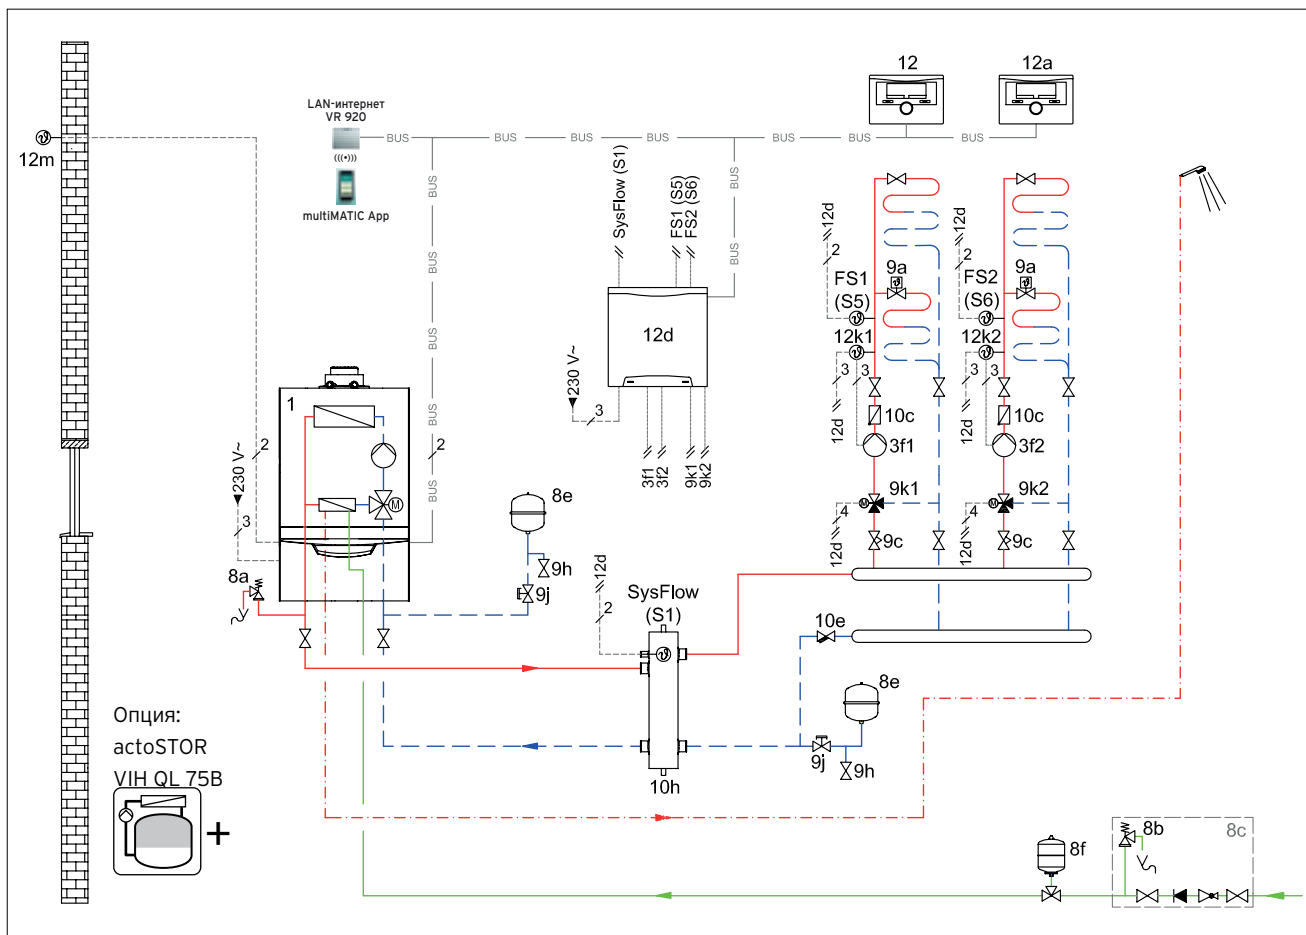 12
12a
LAN-интернет
VR 920
BUS
BUS
BUS
BUS
BUS
BUS
12m
multiMATIC App
BUS
SysFlow (S1)
FS1 (S5)
FS2 (S6)
BUS
BUS
BUS
12d
2
12d
2
9a
9a
FS1
(S5)
FS2
(S6)
12k1
12k2
12d
230 V~
3
3f1
3f2
9k1
9k2
3
3
3
3
12d
12d
10c
10c
3f1
3f2
1
M
2
2
230 V~
3
8e
9h
9j
M
9k1
M
9k2
4
4
12d
12d
9c
9c
8a
12d
2
SysFlow
(S1)
10e
8e
9j
9h
10h
Опция:
actoSTOR
VIH QL 75B
+
8f
8b
8c